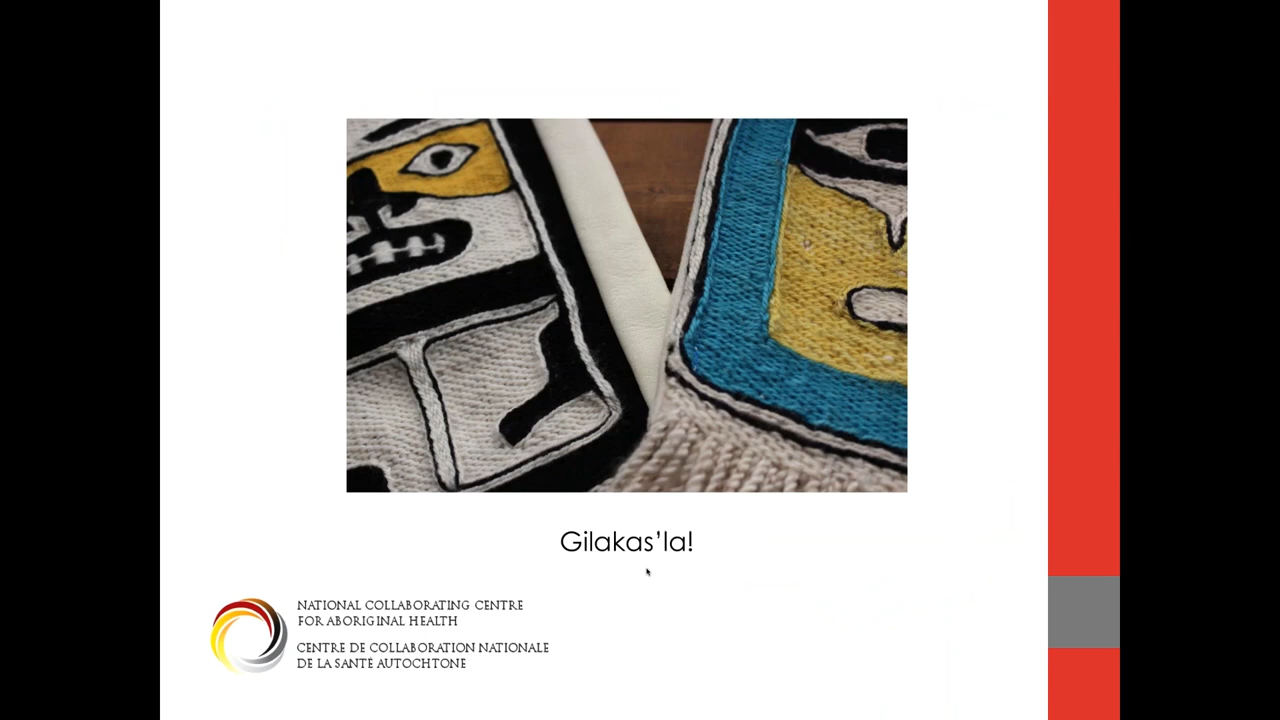 Gilakas’la!
NATIONAL COLLABORATING CENTRE
FOR ABORIGINAL HEALTH
CENTRE DE COLLABORATION NATIONALE
DE LA SANTÉ AUTOCHTONE